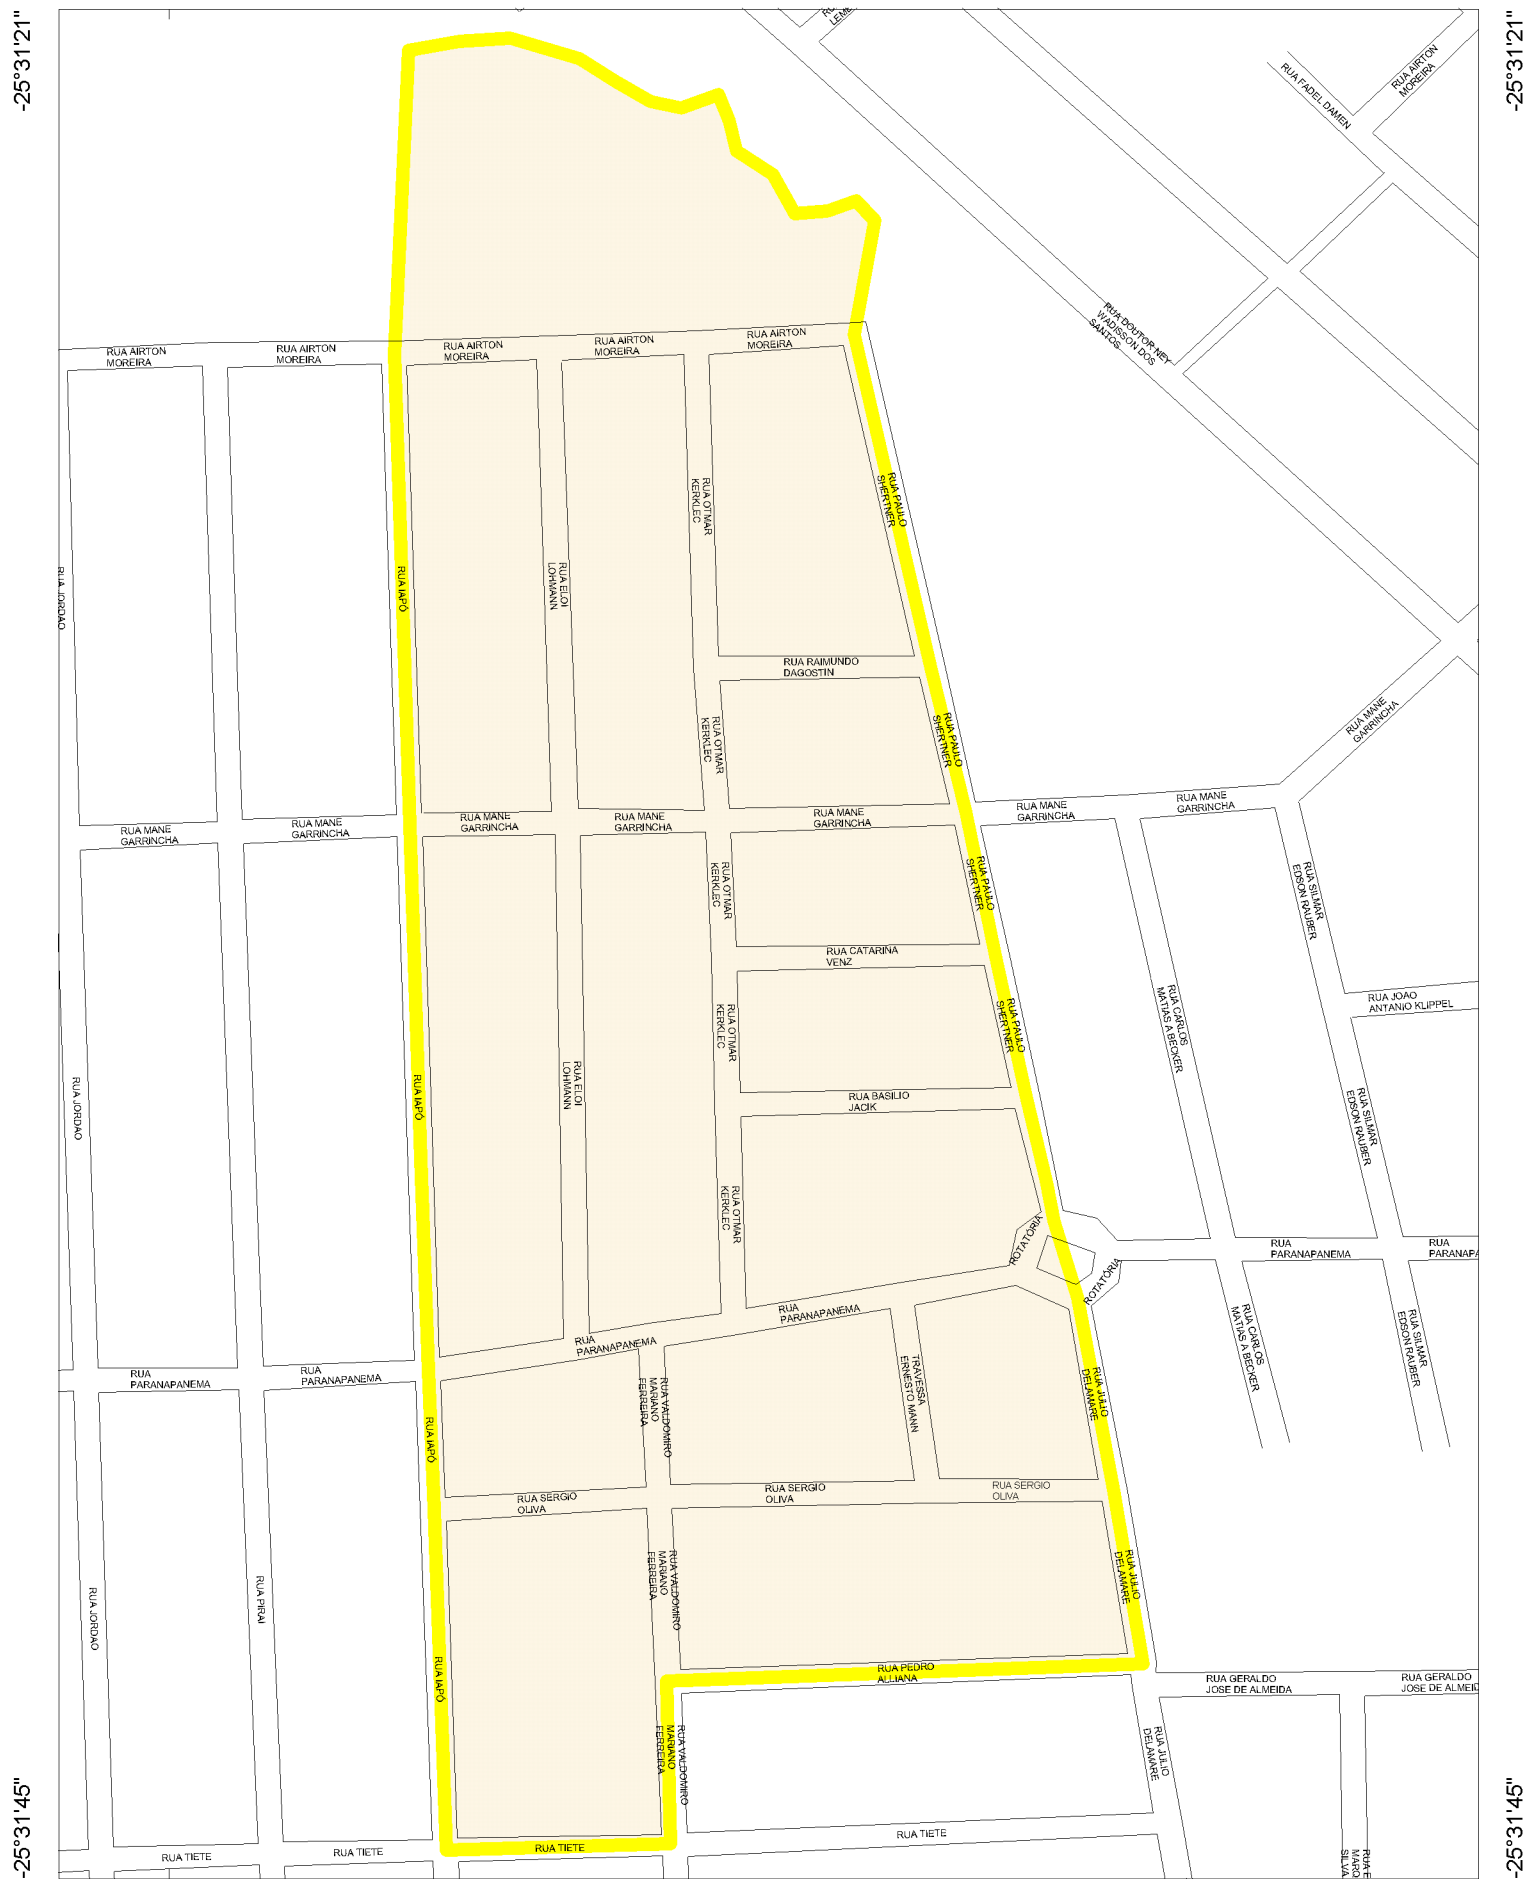 -25°31'21"
-25°31'21"
RUA AIRTON
MOREIRA
RUA FADEL DAMEN
RUA DOUTOR NEY
WADISSON DOS
SANTOS
RUA AIRTON
MOREIRA
RUA AIRTON
MOREIRA
RUA AIRTON
MOREIRA
RUA AIRTON
MOREIRA
RUA AIRTON
MOREIRA
RUA PAULO
SHERTNER
RUA OTMAR
KERKLEC
RUA ELOI
LOHMANN
RUA IAPÓ
RUA JORDAO
RUA RAIMUNDO
DAGOSTIN
RUA OTMAR
KERKLEC
RUA PAULO
SHERTNER
RUA MANE
GARRINCHA
RUA MANE
GARRINCHA
RUA MANE
GARRINCHA
RUA MANE
GARRINCHA
RUA MANE
GARRINCHA
RUA MANE
GARRINCHA
RUA MANE
GARRINCHA
RUA MANE
GARRINCHA
RUA OTMAR
KERKLEC
RUA PAULO
SHERTNER
RUA SILMAR
EDSON RAUBER
RUA CATARINA
VENZ
RUA JOAO
ANTANIO KLIPPEL
RUA OTMAR
KERKLEC
RUA PAULO
SHERTNER
RUA CARLOS
MATIAS A BECKER
RUA JORDAO
RUA IAPÓ
RUA ELOI
LOHMANN
RUA BASILIO
JACIK
RUA SILMAR
EDSON RAUBER
RUA OTMAR
KERKLEC
ROTATÓRIA
ROTATÓRIA
RUA
PARANAPANEMA
RUA
PARANAPA
RUA
PARANAPANEMA
RUA
PARANAPANEMA
RUA
PARANAPANEMA
RUA
PARANAPANEMA
RUA CARLOS
MATIAS A BECKER
RUA SILMAR
EDSON RAUBER
RUA IAPÓ
RUA VALDOMIRO
MARIANO
FERREIRA
TRAVESSA
ERNESTO MANN
RUA JULIO
DELAMARE
RUA SERGIO
OLIVA
RUA SERGIO
OLIVA
RUA SERGIO
OLIVA
RUA JORDAO
RUA PIRAI
RUA VALDOMIRO
MARIANO
FERREIRA
RUA JULIO
DELAMARE
RUA IAPÓ
RUA PEDRO
ALLIANA
RUA GERALDO
JOSE DE ALMEIDA
RUA GERALDO
JOSE DE ALMEID
RUA VALDOMIRO
MARIANO
FERREIRA
RUA JULIO
DELAMARE
RUA TIETE
RUA TIETE
RUA TIETE
RUA TIETE
RUA E
MARQ
SILVA
-25°31'45"
-25°31'45"